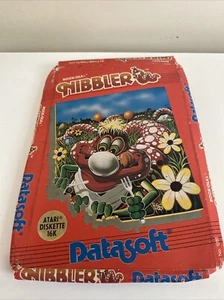 NIBBLER
ATARI®
DISKETTE
16K
Datasoft
NIBBLER
Datasoft
Datasoft